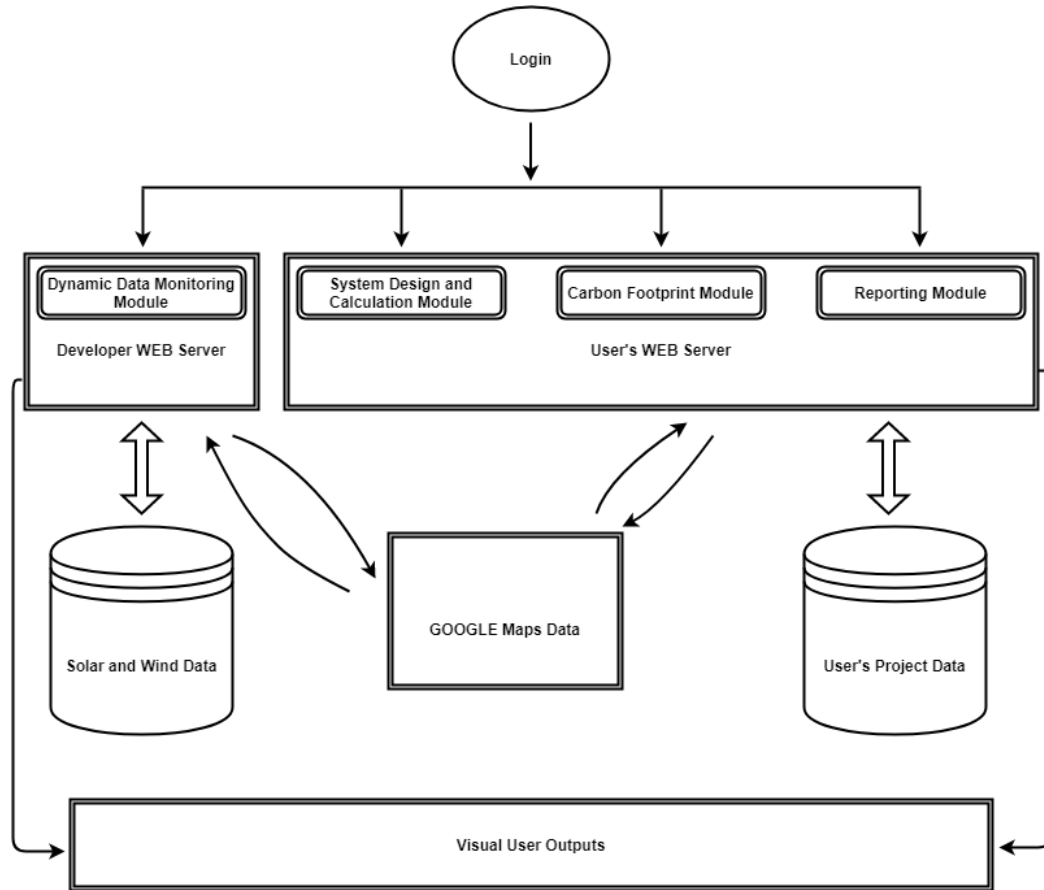 Login
Dynamic Data Monitoring
Module
System Design and
Calculation Module
Carbon Footprint Module
Reporting Module
Developer WEB Server
User's WEB Server
GOOGLE Maps Data
Solar and Wind Data
User's Project Data
Visual User Outputs